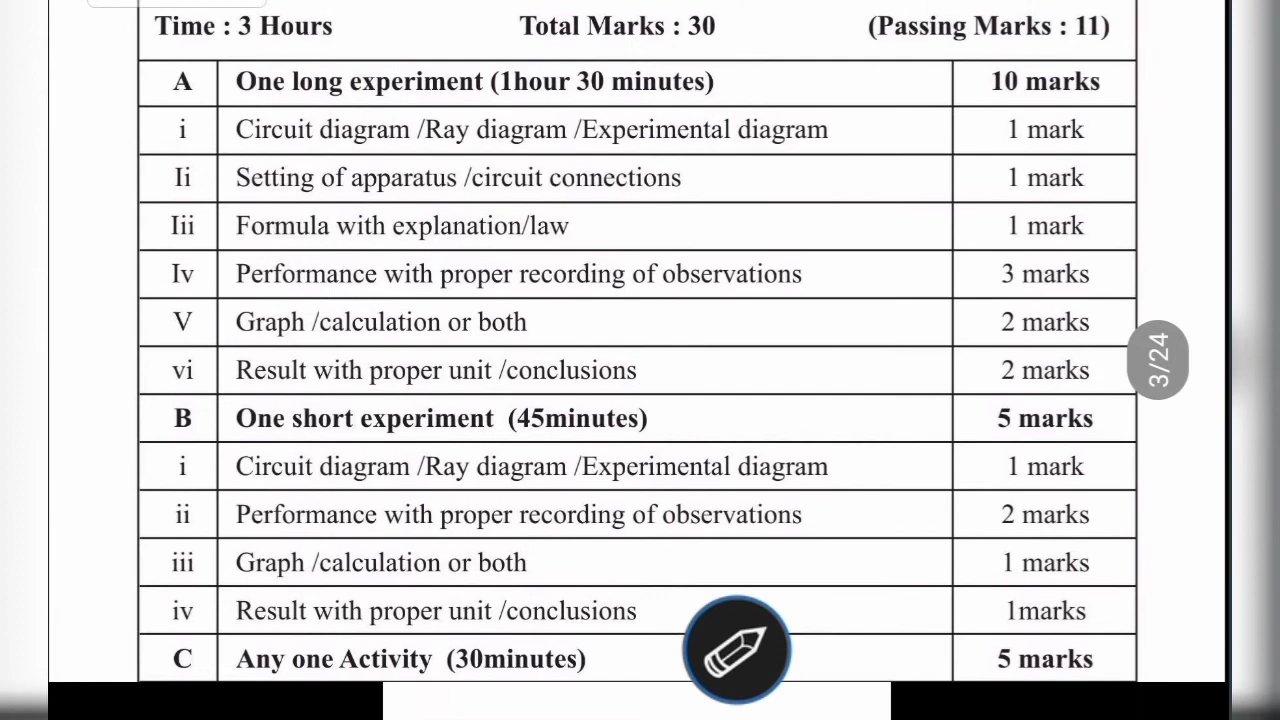 Time : 3 Hours Total Marks : 30 (Passing Marks : 11)
A One long experiment (1hour 30 minutes) 10 marks
i Circuit diagram /Ray diagram /Experimental diagram 1 mark
Ii Setting of apparatus /circuit connections 1 mark
Iii Formula with explanation/law 1 mark
Iv Performance with proper recording of observations 3 marks
V Graph /calculation or both 2 marks
vi Result with proper unit /conclusions 2 marks
B One short experiment (45minutes) 5 marks
i Circuit diagram /Ray diagram /Experimental diagram 1 mark
ii Performance with proper recording of observations 2 marks
iii Graph /calculation or both 1 marks
iv Result with proper unit /conclusions 1marks
C Any one Activity (30minutes) 5 marks
3/24